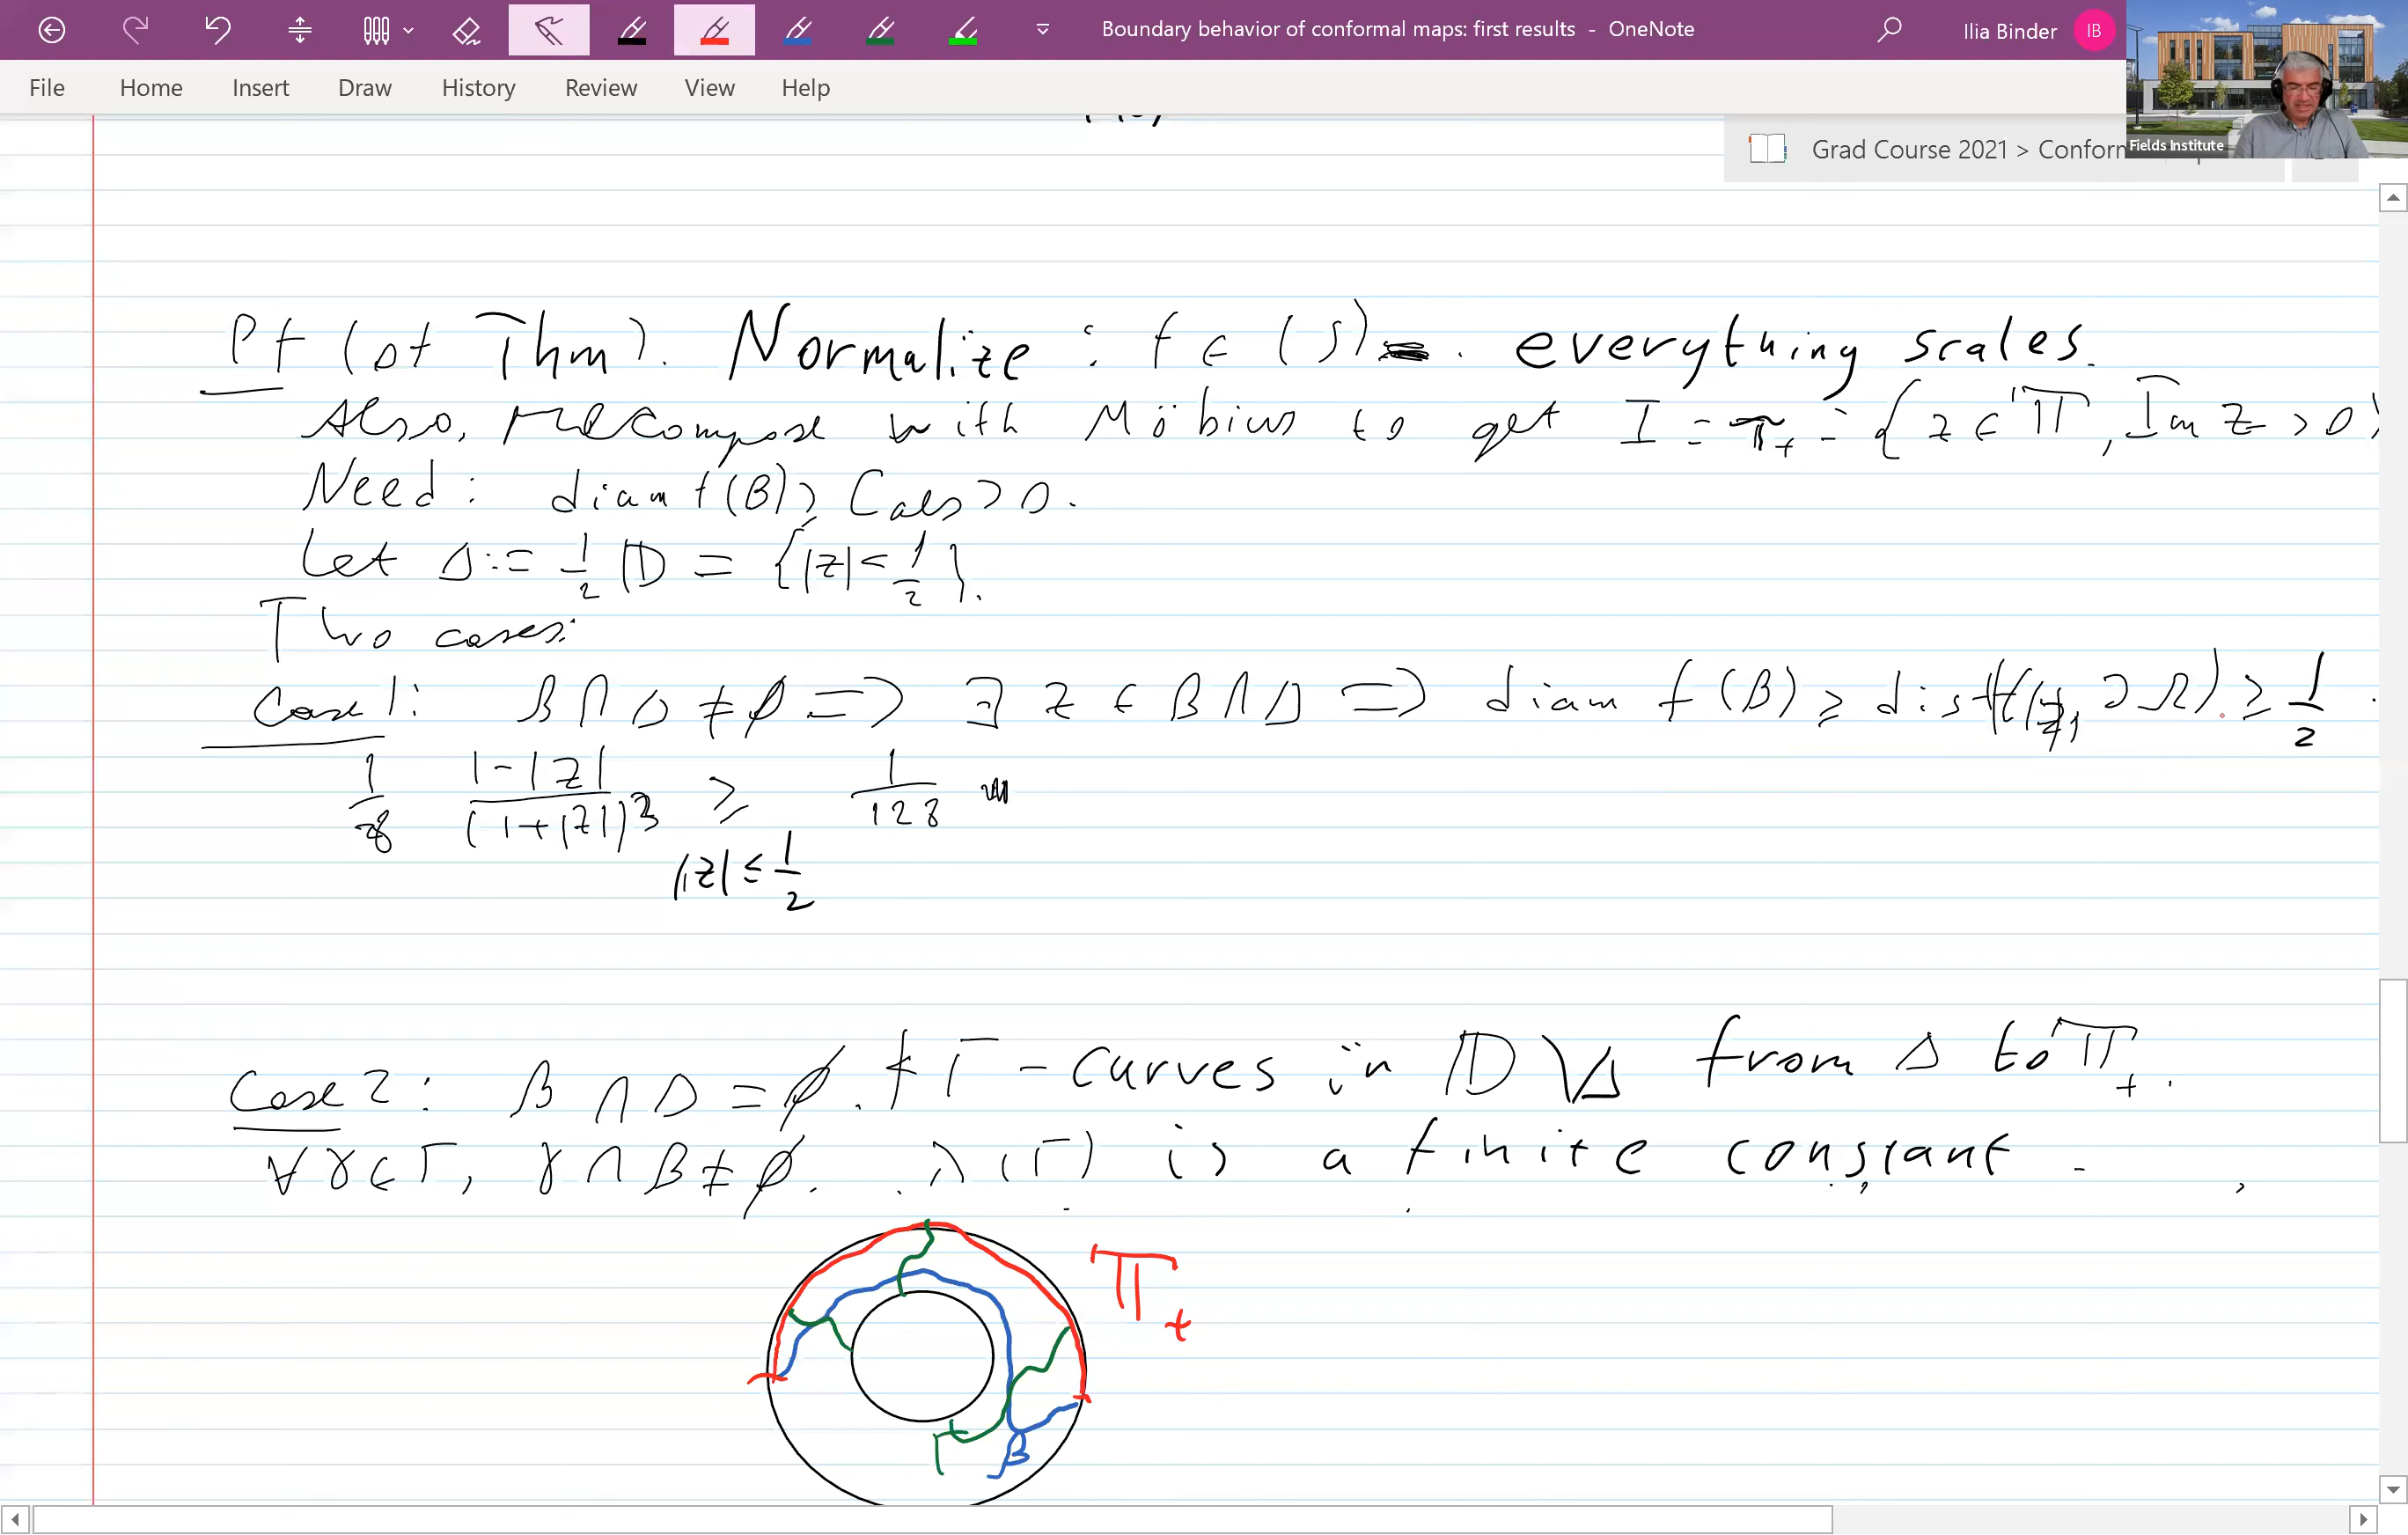 Boundary behavior of conformal maps: first results - OneNote
Ilia Binder
IB
File Home Insert Draw History Review View Help
Grad Course 2021 > Conform
Fields Institute
Pf (of Thm). Normalize : f ∈ (S) . everything scales.
Also, precompose with Möbius to get I = π₊ = { z ∈ Π, Im z > 0}
Need : diam f(B) ≥ C_abs > 0.
Let Δ := 1/2 𝔻 = {|z| < 1/2}.
Two cases:
Case 1: B ∩ Δ ≠ ∅ => ∃ z ∈ B ∩ Δ => diam f(B) ≥ dist(f(z), ∂Ω) ≥ 1/2 .
1/8 (1-|z|)/(1+|z|)³ ≥ 1/128
|z| ≤ 1/2
Case 2: B ∩ Δ = ∅. Γ - curves in 𝔻 \ Δ from Δ to Π₊.
∀ γ ∈ Γ, γ ∩ B ≠ ∅. λ(Γ) is a finite constant.
Π₊
Γ
B